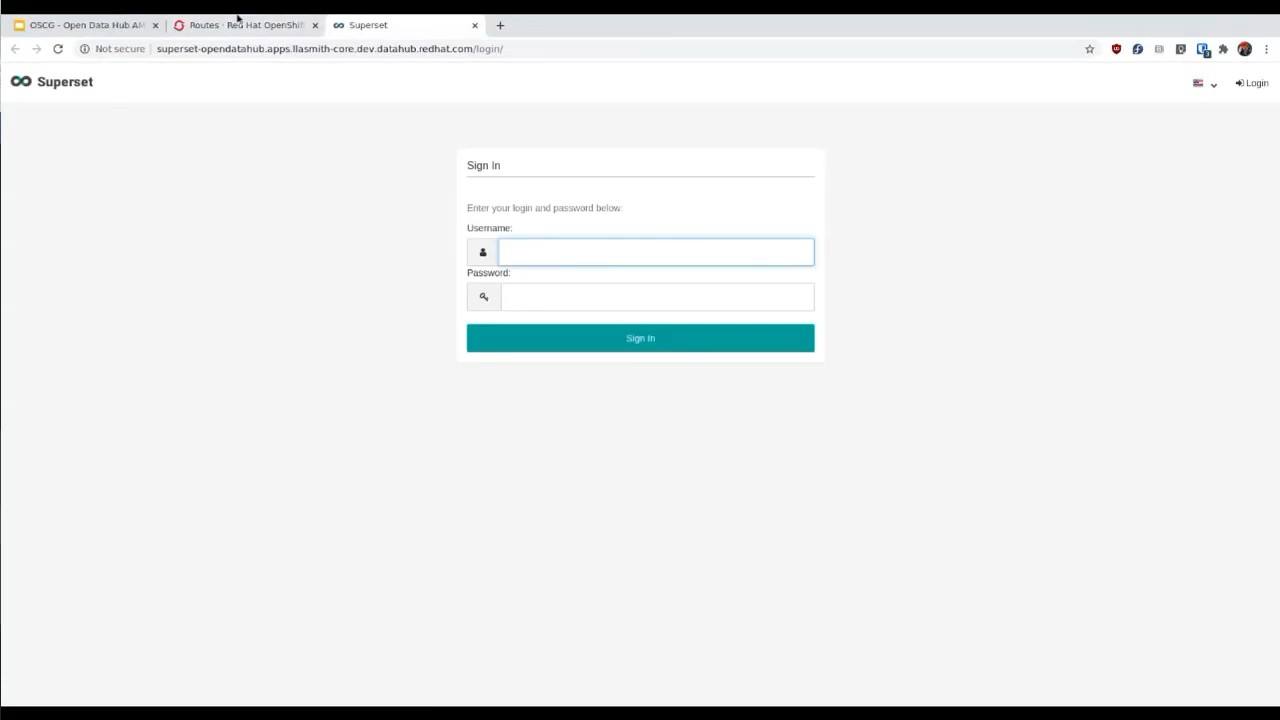 OSCG - Open Data Hub AM
Routes · Red Hat OpenShift
Superset
Not secure
superset-opendatahub.apps.llasmith-core.dev.datahub.redhat.com/login/
Superset
Login
Sign In
Enter your login and password below:
Username:
Password:
Sign In